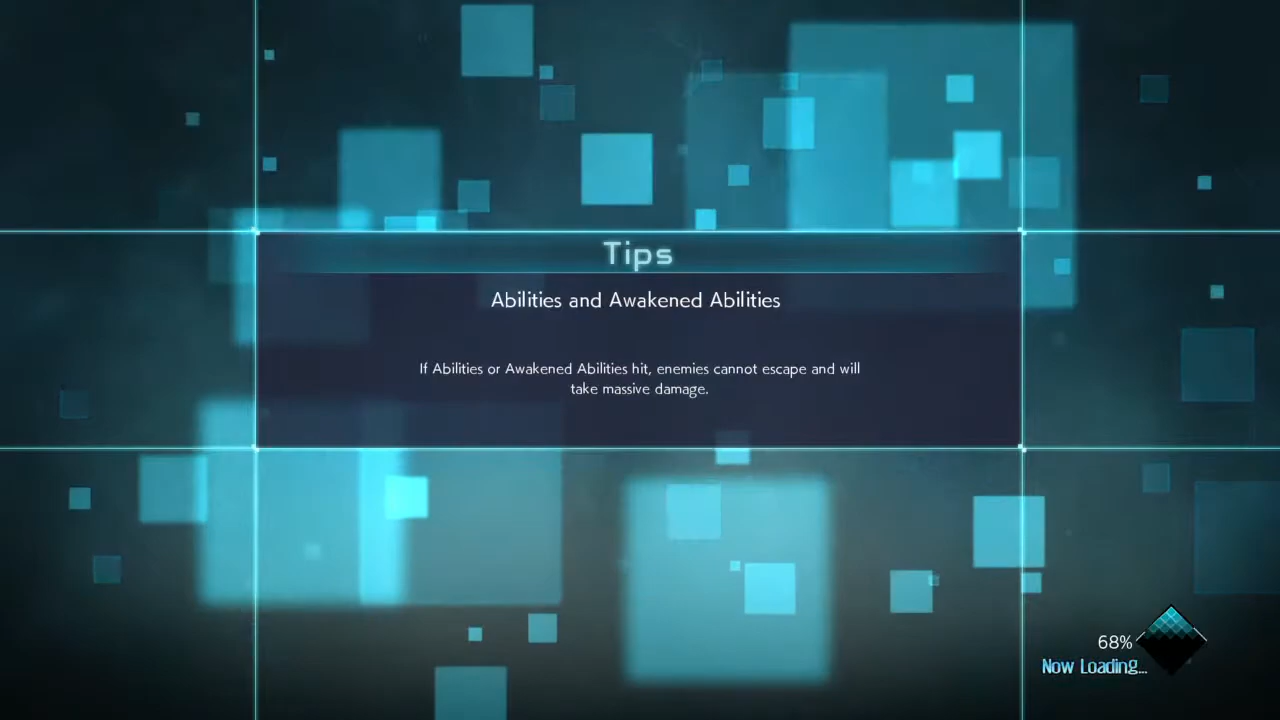 Tips
Abilities and Awakened Abilities
If Abilities or Awakened Abilities hit, enemies cannot escape and will
take massive damage.
68%
Now Loading...